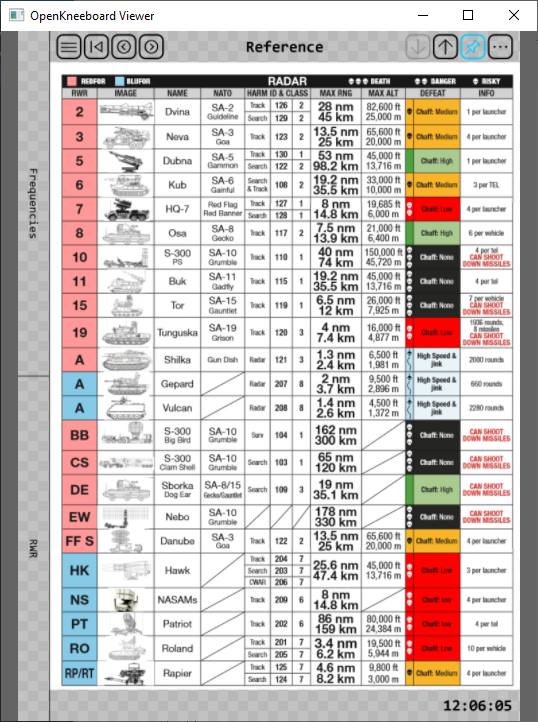 OpenKneeboard Viewer
Reference
Frequencies
RWR
REDFOR BLUFOR RADAR DEATH DANGER RISKY
RWR IMAGE NAME NATO HARM ID & CLASS MAX RNG MAX ALT DEFEAT INFO
2 Dvina SA-2 Guideline Track 126 2 Search 129 2 28 nm 45 km 82,600 ft 25,000 m Chaff: Medium 1 per launcher
3 Neva SA-3 Goa Track 123 2 13.5 nm 25 km 65,600 ft 20,000 m Chaff: Medium 4 per launcher
5 Dubna SA-5 Gammon Track 130 1 Search 122 2 53 nm 98.2 km 45,000 ft 13,716 m Chaff: High 1 per launcher
6 Kub SA-6 Gainful Search & Track 108 2 19.2 nm 35.5 km 33,000 ft 10,000 m Chaff: Medium 3 per TEL
7 HQ-7 Red Flag Red Banner Track 127 1 Search 128 1 8 nm 14.8 km 19,685 ft 6,000 m Chaff: Low 4 per launcher
8 Osa SA-8 Gecko Track 117 2 7.5 nm 13.9 km 21,000 ft 6,400 m Chaff: High 6 per vehicle
10 S-300 PS SA-10 Grumble Track 110 1 40 nm 74 km 150,000 ft 45,720 m Chaff: None 4 per tel CAN SHOOT DOWN MISSILES
11 Buk SA-11 Gadfly Track 115 1 19.2 nm 35.5 km 45,000 ft 13,716 m Chaff: None 4 per tel
15 Tor SA-15 Gauntlet Track 119 1 6.5 nm 12 km 26,000 ft 7,925 m Chaff: None 7 per vehicle CAN SHOOT DOWN MISSILES
19 Tunguska SA-19 Grison Track 120 3 4 nm 7.4 km 16,000 ft 4,877 m Chaff: Low 1936 rounds, 8 missiles CAN SHOOT DOWN MISSILES
A Shilka Gun Dish Radar 121 3 1.3 nm 2.4 km 6,500 ft 1,981 m High Speed & jink 2000 rounds
A Gepard Radar 207 8 2 nm 3.7 km 9,500 ft 2,896 m High Speed & jink 660 rounds
A Vulcan Radar 208 8 1.4 nm 2.6 km 4,500 ft 1,372 m High Speed & jink 2280 rounds
BB S-300 Big Bird SA-10 Grumble Surv 104 1 162 nm 300 km Chaff: None CAN SHOOT DOWN MISSILES
CS S-300 Clam Shell SA-10 Grumble Search 103 1 65 nm 120 km Chaff: None CAN SHOOT DOWN MISSILES
DE Sborka Dog Ear SA-8/15 Gecko/Gauntlet Search 109 3 19 nm 35.1 km Chaff: High CAN SHOOT DOWN MISSILES
EW Nebo SA-10 Grumble 178 nm 330 km Chaff: None CAN SHOOT DOWN MISSILES
FF S Danube SA-3 Goa Track 122 2 13.5 nm 25 km 65,600 ft 20,000 m Chaff: Medium 4 per launcher
HK Hawk Track 204 7 Search 203 7 CWAR 206 7 25.6 nm 47.4 km 45,000 ft 13,716 m Chaff: Low 3 per launcher
NS NASAMs Track 209 6 8 nm 14.8 km Chaff: low 4 per launcher
PT Patriot Track 202 6 86 nm 159 km 80,000 ft 24,384 m Chaff: low 4 per tel
RO Roland Track 201 7 Search 205 7 3.4 nm 6.2 km 19,500 ft 5,944 m Chaff: Low 10 per vehicle
RP/RT Rapier Track 125 7 Search 124 7 4.6 nm 8.2 km 9,800 ft 3,000 m Chaff: Medium 4 per launcher
12:06:05